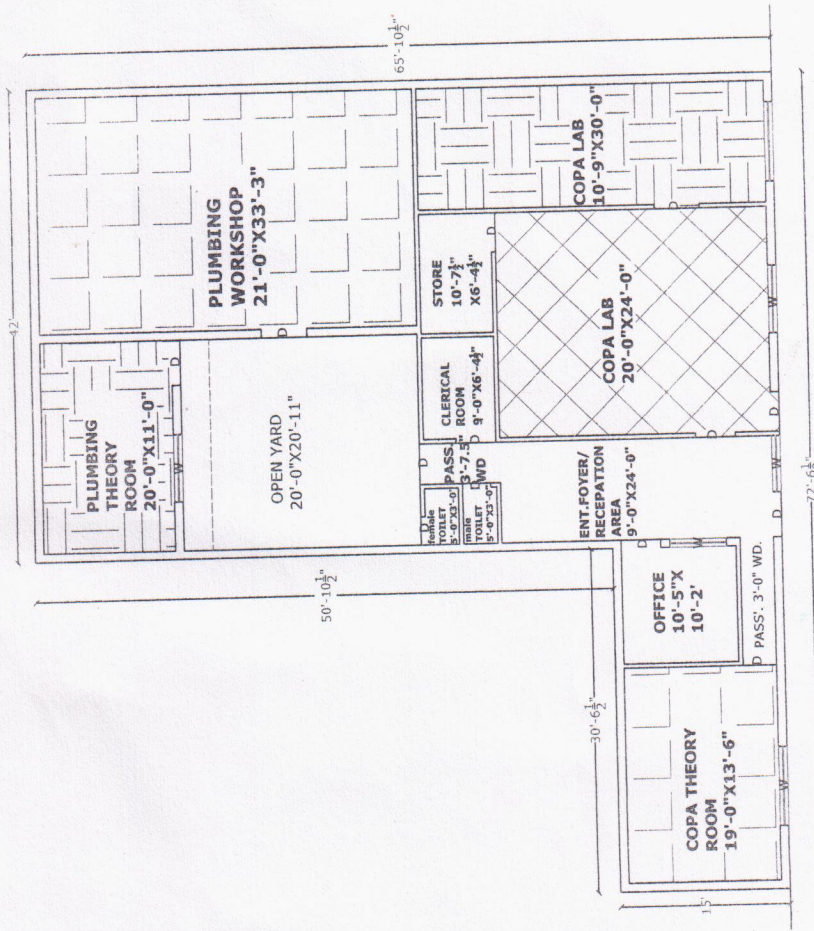 42'
65'-10½"
PLUMBING
WORKSHOP
21'-0"X33'-3"
PLUMBING
THEORY
ROOM
20'-0"X11'-0"
D
W
D
OPEN YARD
20'-0"X20'-11"
50'-10½"
COPA LAB
10'-9"X30'-0"
D
STORE
10'-7½"
X6'-4½"
D
CLERICAL
ROOM
9'-0"X6'-4½"
D
COPA LAB
20'-0"X24'-0"
W
D
D
D
PASS.
3'-7.5"
WD
female
TOILET
5'-0"X3'-0"
D
male
TOILET
5'-0"X3'-0"
D
ENT.FOYER/
RECEPATION
AREA
9'-0"X24'-0"
W
D
OFFICE
10'-5"X
10'-2'
D
W
PASS'. 3'-0" WD.
D
COPA THEORY
ROOM
19'-0"X13'-6"
W
30'-6½"
15'
72'-6½"